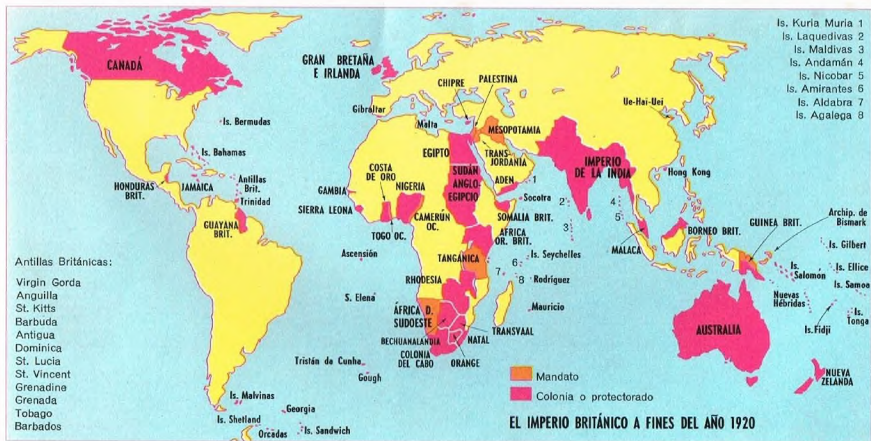 Is. Kuria Muria 1
Is. Laquedivas 2
Is. Maldivas 3
Is. Andamán 4
Is. Nicobar 5
Is. Amirantes 6
Is. Aldabra 7
Is. Agalega 8
CANADÁ
GRAN BRETAÑA
E IRLANDA
CHIPRE
PALESTINA
Gibraltar
Malta
Ue-Hai-Uei
MESOPOTAMIA
TRANS-
JORDANIA
Is. Bermudas
Is. Bahamas
EGIPTO
COSTA
DE ORO
NIGERIA
SUDÁN
ANGLO-
EGIPCIO
ADEN
1
IMPERIO
DE LA INDIA
Hong Kong
HONDURAS
BRIT.
JAMAICA
Antillas
Brit.
Trinidad
GAMBIA
SIERRA LEONA
TOGO OC.
CAMERÚN
OC.
Socotra
SOMALIA BRIT.
2
3
4
5
GUAYANA
BRIT.
AFRICA
OR. BRIT.
MALACA
BORNEO BRIT.
GUINEA BRIT.
Archip. de
Bismark
Is. Gilbert
Is. Ellice
Is. Samoa
Is.
Tonga
Is.
Salomón
Nuevas
Hébridas
Is. Fidji
Ascensión
TANGÁNICA
Is. Seychelles
6
7
8
Rodríguez
Mauricio
S. Elena
RHODESIA
ÁFRICA D.
SUDOESTE
BECHUANALANDIA
COLONIA
DEL CABO
ORANGE
NATAL
TRANSVAAL
AUSTRALIA
NUEVA
ZELANDA
Tristán da Cunha
Gough
Antillas Británicas:
Virgin Gorda
Anguilla
St. Kitts
Barbuda
Antigua
Dominica
St. Lucia
St. Vincent
Grenadine
Grenada
Tobago
Barbados
Is. Malvinas
Georgia
Is. Shetland
Orcadas
Is. Sandwich
Mandato
Colonia o protectorado
EL IMPERIO BRITÁNICO A FINES DEL AÑO 1920